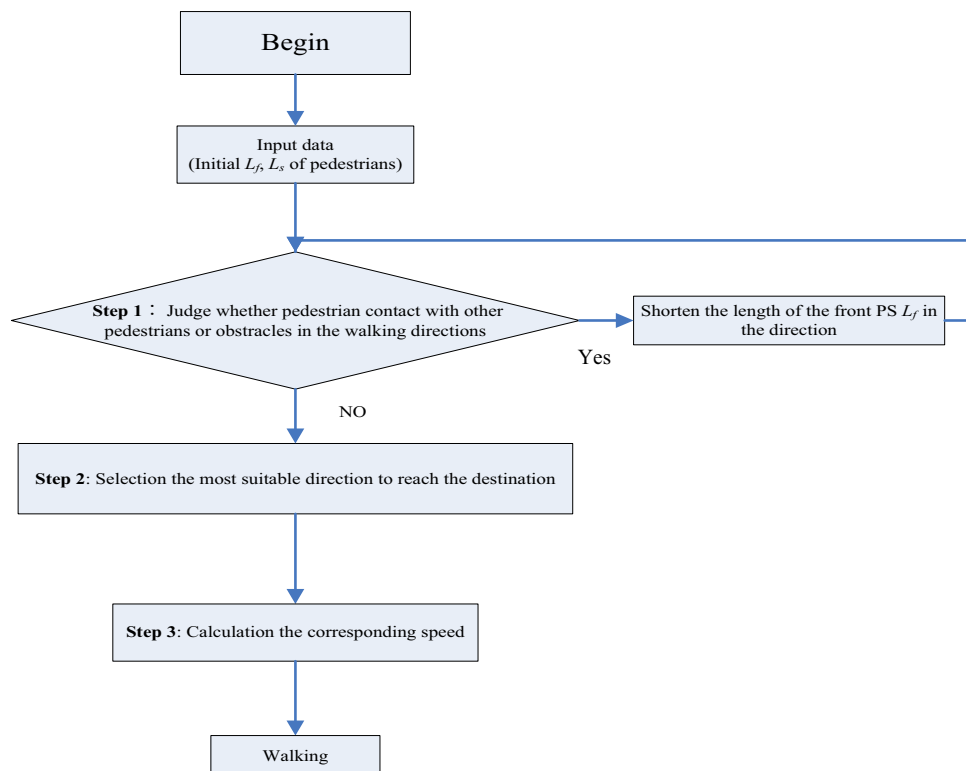 Begin
Input data
(Initial Lf, Ls of pedestrians)
Step 1： Judge whether pedestrian contact with other
pedestrians or obstacles in the walking directions
Shorten the length of the front PS Lf in
the direction
Yes
NO
Step 2: Selection the most suitable direction to reach the destination
Step 3: Calculation the corresponding speed
Walking